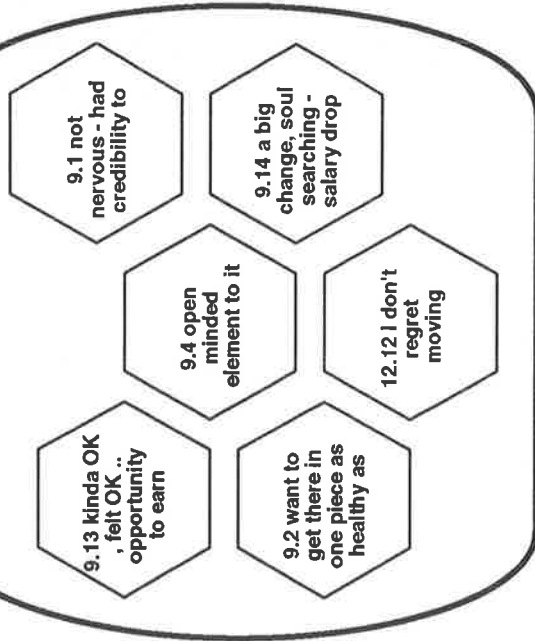 9.13 kinda OK
, felt OK ..
opportunity
to earn
9.4 open
minded
element to it
9.1 not
nervous - had
credibility to
9.2 want to
get there in
one piece as
healthy as
12.12 I don't
regret
moving
9.14 a big
change, soul
searching -
salary drop